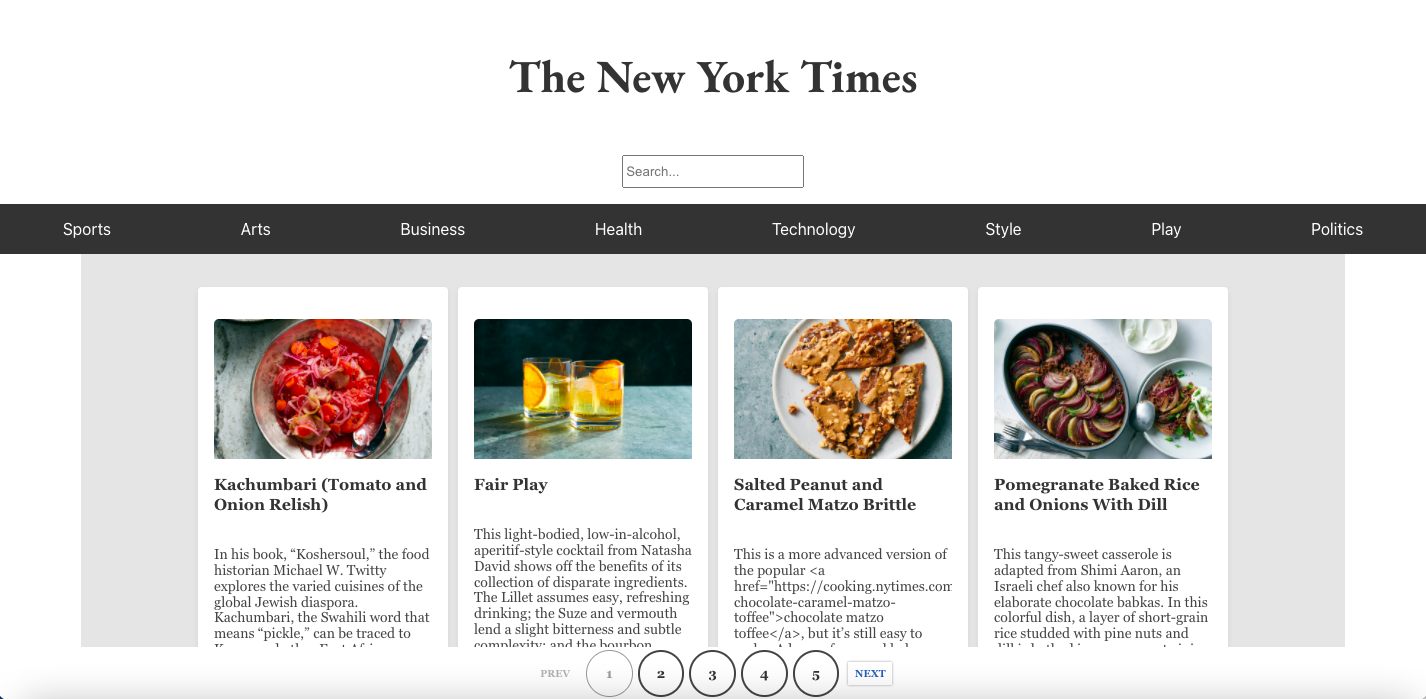 The New York Times
Search...
Sports Arts Business Health Technology Style Play Politics
Kachumbari (Tomato and
Onion Relish)
In his book, “Koshersoul,” the food
historian Michael W. Twitty
explores the varied cuisines of the
global Jewish diaspora.
Kachumbari, the Swahili word that
means “pickle,” can be traced to
Fair Play
This light-bodied, low-in-alcohol,
aperitif-style cocktail from Natasha
David shows off the benefits of its
collection of disparate ingredients.
The Lillet assumes easy, refreshing
drinking; the Suze and vermouth
lend a slight bitterness and subtle
complexity; and the bourbon
Salted Peanut and
Caramel Matzo Brittle
This is a more advanced version of
the popular <a
href="https://cooking.nytimes.com
chocolate-caramel-matzo-
toffee">chocolate matzo
toffee</a>, but it’s still easy to
Pomegranate Baked Rice
and Onions With Dill
This tangy-sweet casserole is
adapted from Shimi Aaron, an
Israeli chef also known for his
elaborate chocolate babkas. In this
colorful dish, a layer of short-grain
rice studded with pine nuts and
PREV 1 2 3 4 5 NEXT